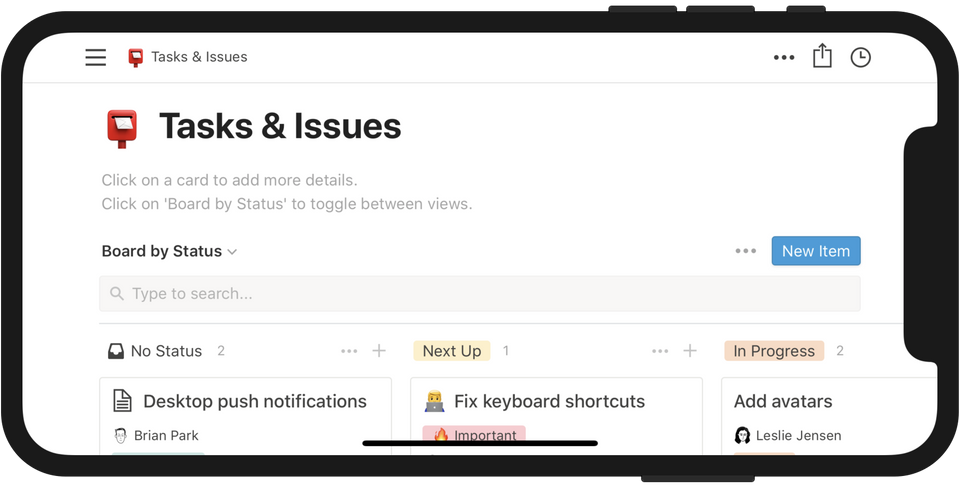 Tasks & Issues
Tasks & Issues
Click on a card to add more details.
Click on 'Board by Status' to toggle between views.
Board by Status
New Item
Type to search...
No Status 2
Next Up 1
In Progress 2
Desktop push notifications
Fix keyboard shortcuts
Add avatars
Brian Park
Important
Leslie Jensen